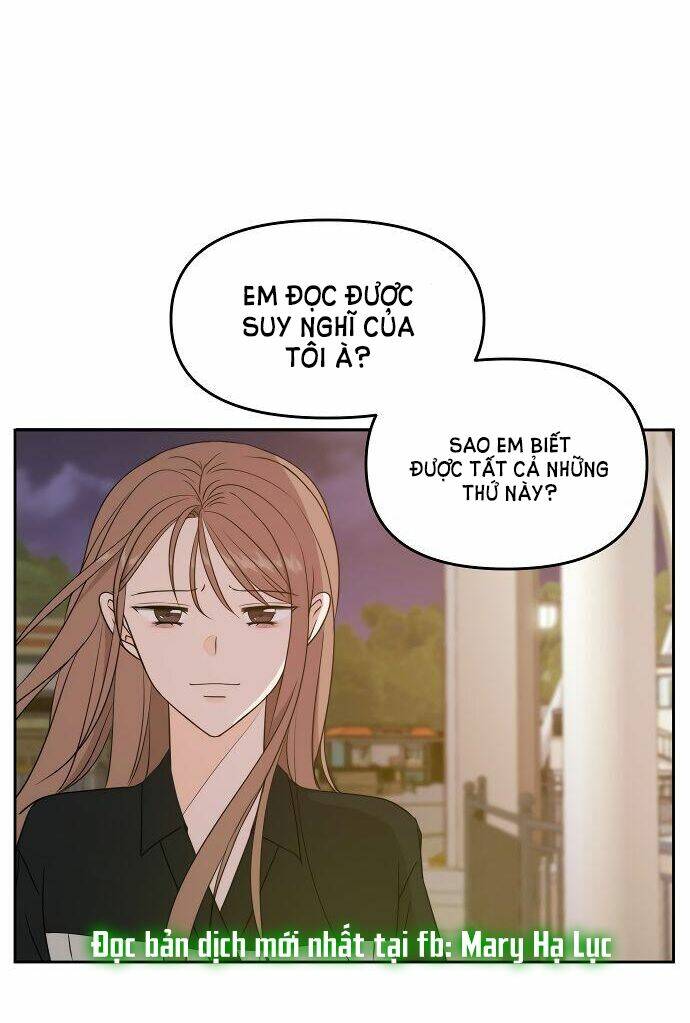 EM ĐỌC ĐƯỢC
SUY NGHĨ CỦA
TÔI À?
SAO EM BIẾT
ĐƯỢC TẤT CẢ NHỮNG
THỨ NÀY?
Đọc bản dịch mới nhất tại fb: Mary Hạ Lục